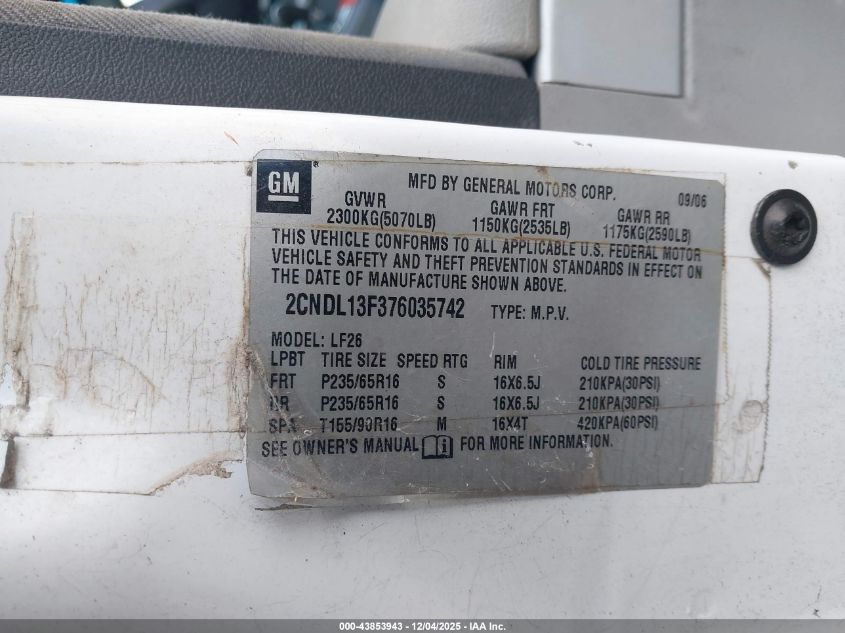 GM
MFD BY GENERAL MOTORS CORP. 09/06
GVWR GAWR FRT GAWR RR
2300KG(5070LB) 1150KG(2535LB) 1175KG(2590LB)
THIS VEHICLE CONFORMS TO ALL APPLICABLE U.S. FEDERAL MOTOR
VEHICLE SAFETY AND THEFT PREVENTION STANDARDS IN EFFECT ON
THE DATE OF MANUFACTURE SHOWN ABOVE.
2CNDL13F376035742 TYPE: M.P.V.
MODEL: LF26
LPBT TIRE SIZE SPEED RTG RIM COLD TIRE PRESSURE
FRT P235/65R16 S 16X6.5J 210KPA(30PSI)
RR P235/65R16 S 16X6.5J 210KPA(30PSI)
SPA T155/90R16 M 16X4T 420KPA(60PSI)
SEE OWNER'S MANUAL i FOR MORE INFORMATION.
000-43853943 - 12/04/2025 - IAA Inc.